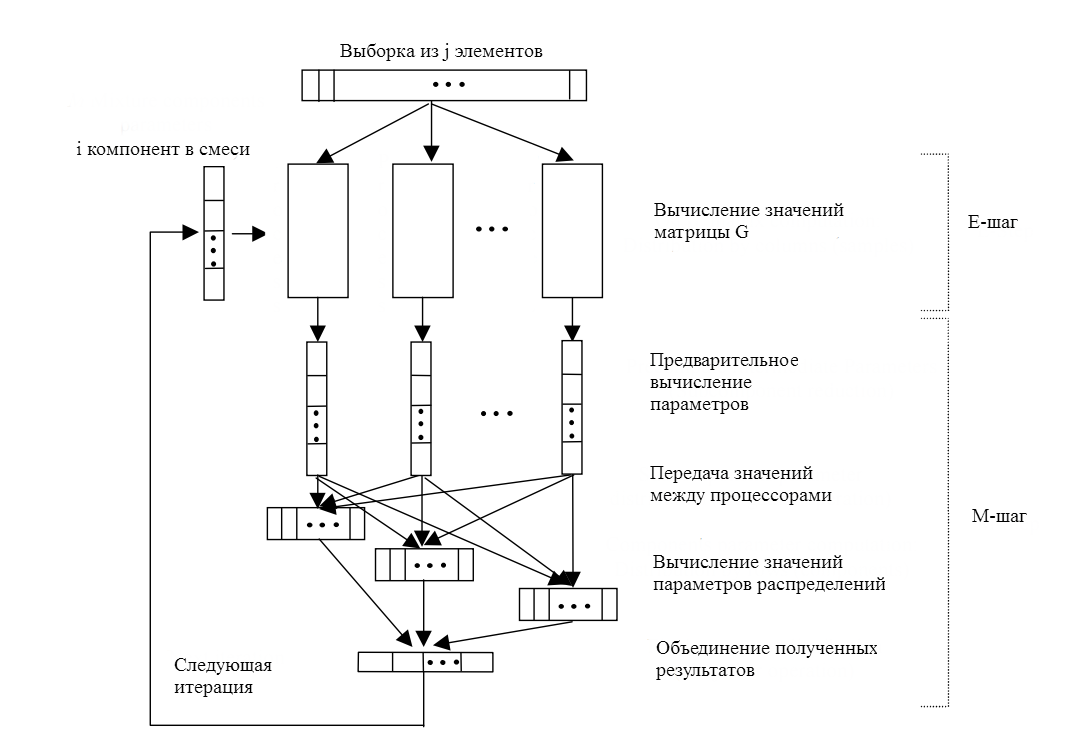 Выборка из j элементов
i компонент в смеси
Вычисление значений
матрицы G
E-шаг
Предварительное
вычисление
параметров
Передача значений
между процессорами
M-шаг
Вычисление значений
параметров распределений
Объединение полученных
результатов
Следующая
итерация